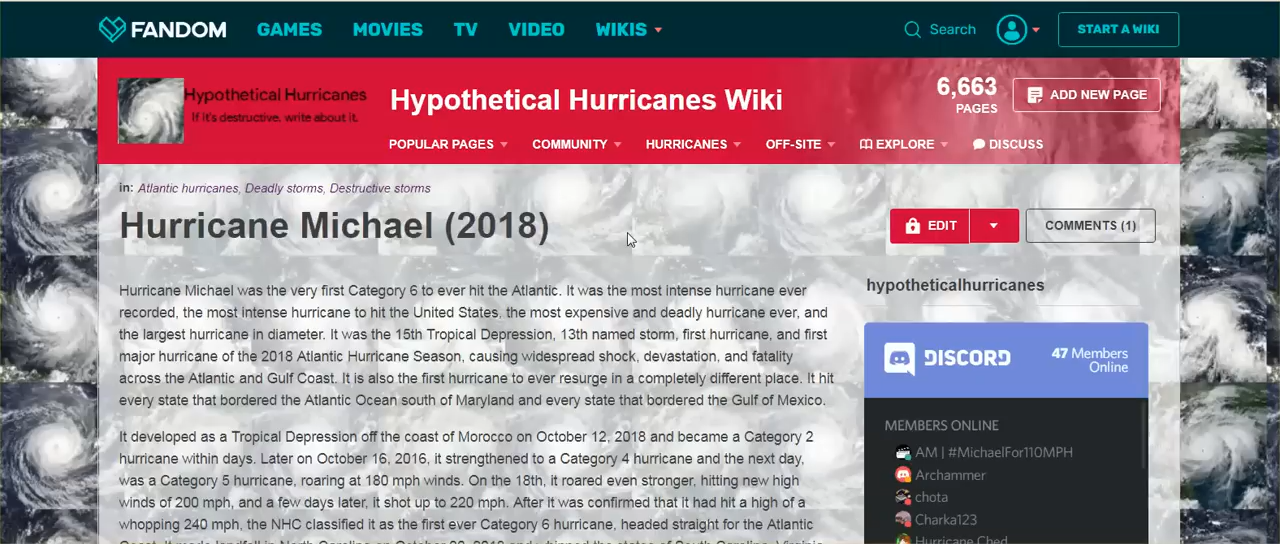 FANDOM GAMES MOVIES TV VIDEO WIKIS Search START A WIKI
Hypothetical Hurricanes
If it's destructive, write about it.
Hypothetical Hurricanes Wiki
6,663
PAGES
ADD NEW PAGE
POPULAR PAGES COMMUNITY HURRICANES OFF-SITE EXPLORE DISCUSS
in: Atlantic hurricanes, Deadly storms, Destructive storms
Hurricane Michael (2018)
EDIT
COMMENTS (1)
Hurricane Michael was the very first Category 6 to ever hit the Atlantic. It was the most intense hurricane ever
recorded, the most intense hurricane to hit the United States, the most expensive and deadly hurricane ever, and
the largest hurricane in diameter. It was the 15th Tropical Depression, 13th named storm, first hurricane, and first
major hurricane of the 2018 Atlantic Hurricane Season, causing widespread shock, devastation, and fatality
across the Atlantic and Gulf Coast. It is also the first hurricane to ever resurge in a completely different place. It hit
every state that bordered the Atlantic Ocean south of Maryland and every state that bordered the Gulf of Mexico.
It developed as a Tropical Depression off the coast of Morocco on October 12, 2018 and became a Category 2
hurricane within days. Later on October 16, 2016, it strengthened to a Category 4 hurricane and the next day,
was a Category 5 hurricane, roaring at 180 mph winds. On the 18th, it roared even stronger, hitting new high
winds of 200 mph, and a few days later, it shot up to 220 mph. After it was confirmed that it had hit a high of a
whopping 240 mph, the NHC classified it as the first ever Category 6 hurricane, headed straight for the Atlantic
hypotheticalhurricanes
DISCORD
47 Members
Online
MEMBERS ONLINE
AM | #MichaelFor110MPH
Archammer
chota
Charka123
Hurricane Ched